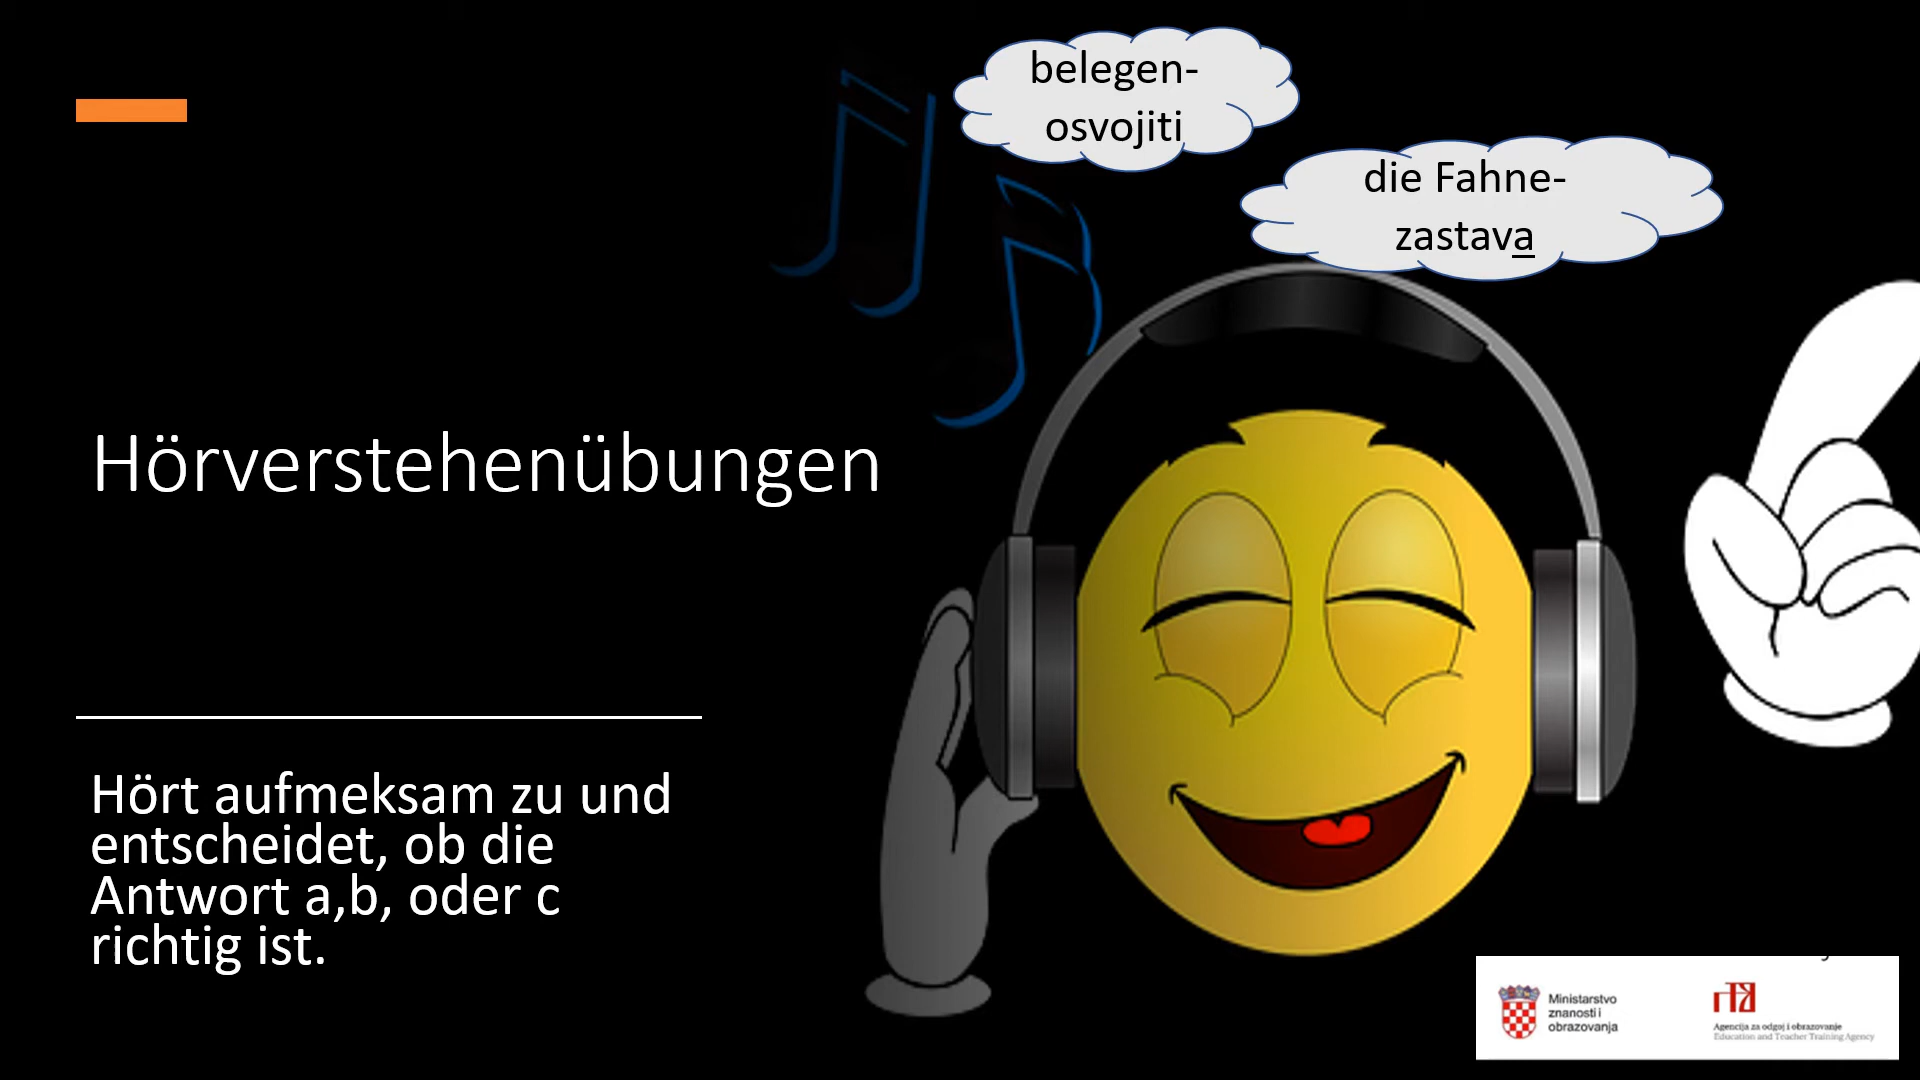 belegen-
osvojiti
die Fahne-
zastava
Hörverstehenübungen
Hört aufmeksam zu und
entscheidet, ob die
Antwort a,b, oder c
richtig ist.
Ministarstvo
znanosti i
obrazovanja
Agencija za odgoj i obrazovanje
Education and Teacher Training Agency